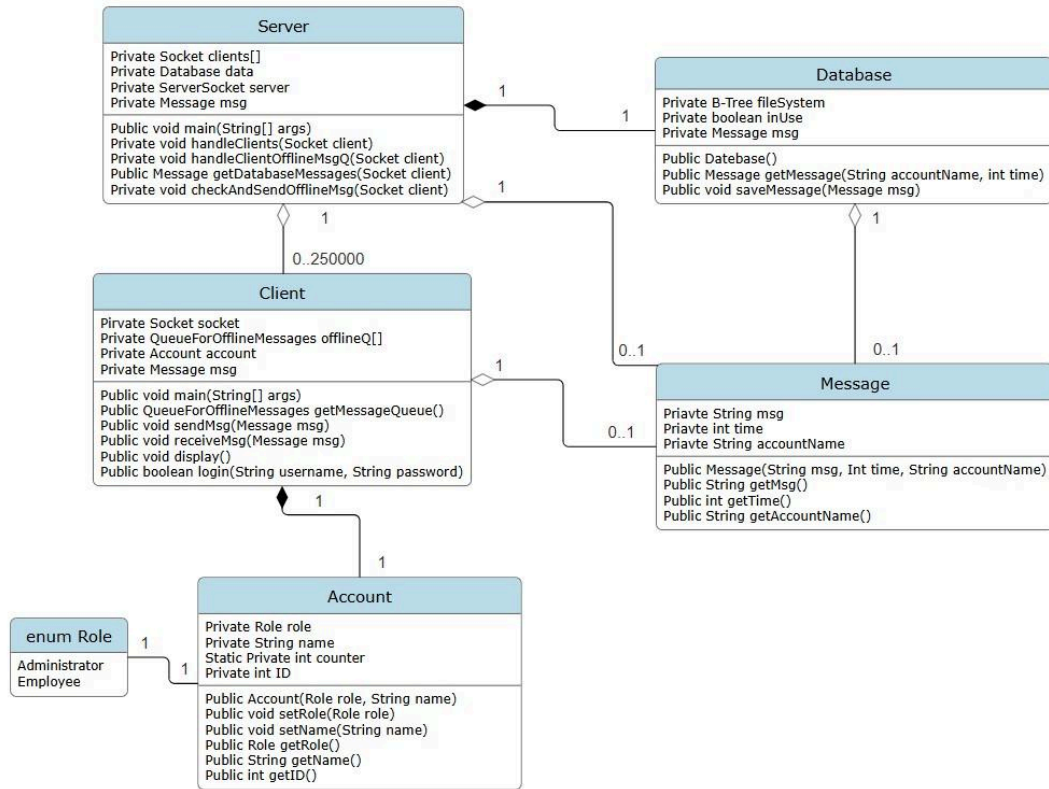 Server
Private Socket clients[]
Private Database data
Private ServerSocket server
Private Message msg
Public void main(String[] args)
Private void handleClients(Socket client)
Private void handleClientOfflineMsgQ(Socket client)
Public Message getDatabaseMessages(Socket client)
Private void checkAndSendOfflineMsg(Socket client)
1
1
Database
Private B-Tree fileSystem
Private boolean inUse
Private Message msg
Public Datebase()
Public Message getMessage(String accountName, int time)
Public void saveMessage(Message msg)
1
1
1
0..250000
Client
Pirvate Socket socket
Private QueueForOfflineMessages offlineQ[]
Private Account account
Private Message msg
Public void main(String[] args)
Public QueueForOfflineMessages getMessageQueue()
Public void sendMsg(Message msg)
Public void receiveMsg(Message msg)
Public void display()
Public boolean login(String username, String password)
1
0..1
0..1
0..1
Message
Priavte String msg
Priavte int time
Priavte String accountName
Public Message(String msg, Int time, String accountName)
Public String getMsg()
Public int getTime()
Public String getAccountName()
1
1
Account
Private Role role
Private String name
Static Private int counter
Private int ID
Public Account(Role role, String name)
Public void setRole(Role role)
Public void setName(String name)
Public Role getRole()
Public String getName()
Public int getID()
enum Role
Administrator
Employee
1
1